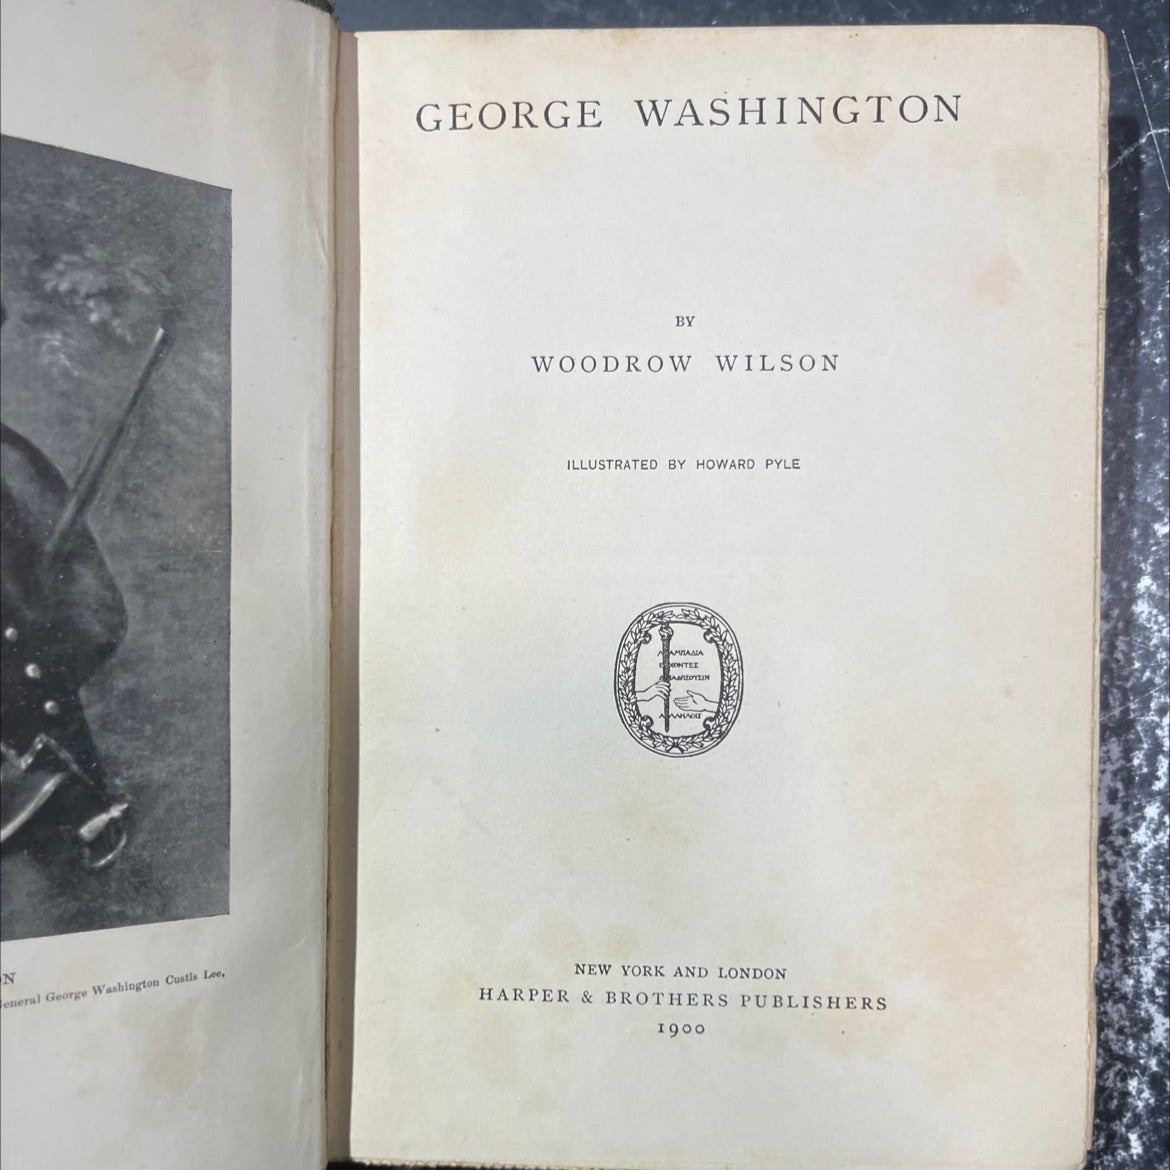 GEORGE WASHINGTON
BY
WOODROW WILSON
ILLUSTRATED BY HOWARD PYLE
ΛΑΜΠΑΔΙΑ
ΕΧΟΝΤΕΣ
ΔΙΑΔΩΣΟΥΣΙΝ
ΑΛΛΗΛΟΙΣ
NEW YORK AND LONDON
HARPER & BROTHERS PUBLISHERS
1900
ON
General George Washington Custis Lee.